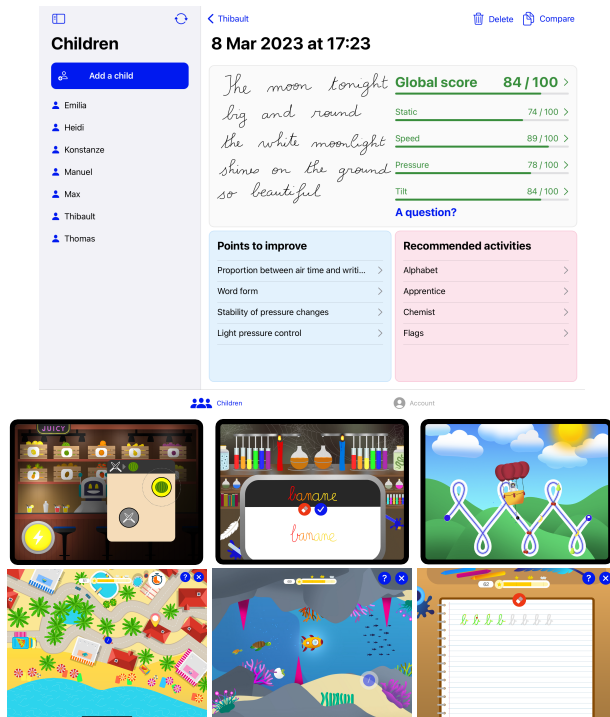 Thibault
Delete
Compare
Children
8 Mar 2023 at 17:23
Add a child
Emilia
Heidi
Konstanze
Manuel
Max
Thibault
Thomas
The moon tonight
big and round
the white moonlight
shines on the ground
so beautiful
Global score 84 / 100
Static 74 / 100
Speed 89 / 100
Pressure 78 / 100
Tilt 84 / 100
A question?
Points to improve
Proportion between air time and writi...
Word form
Stability of pressure changes
Light pressure control
Recommended activities
Alphabet
Apprentice
Chemist
Flags
Children
Account
JUICY
banane
banane